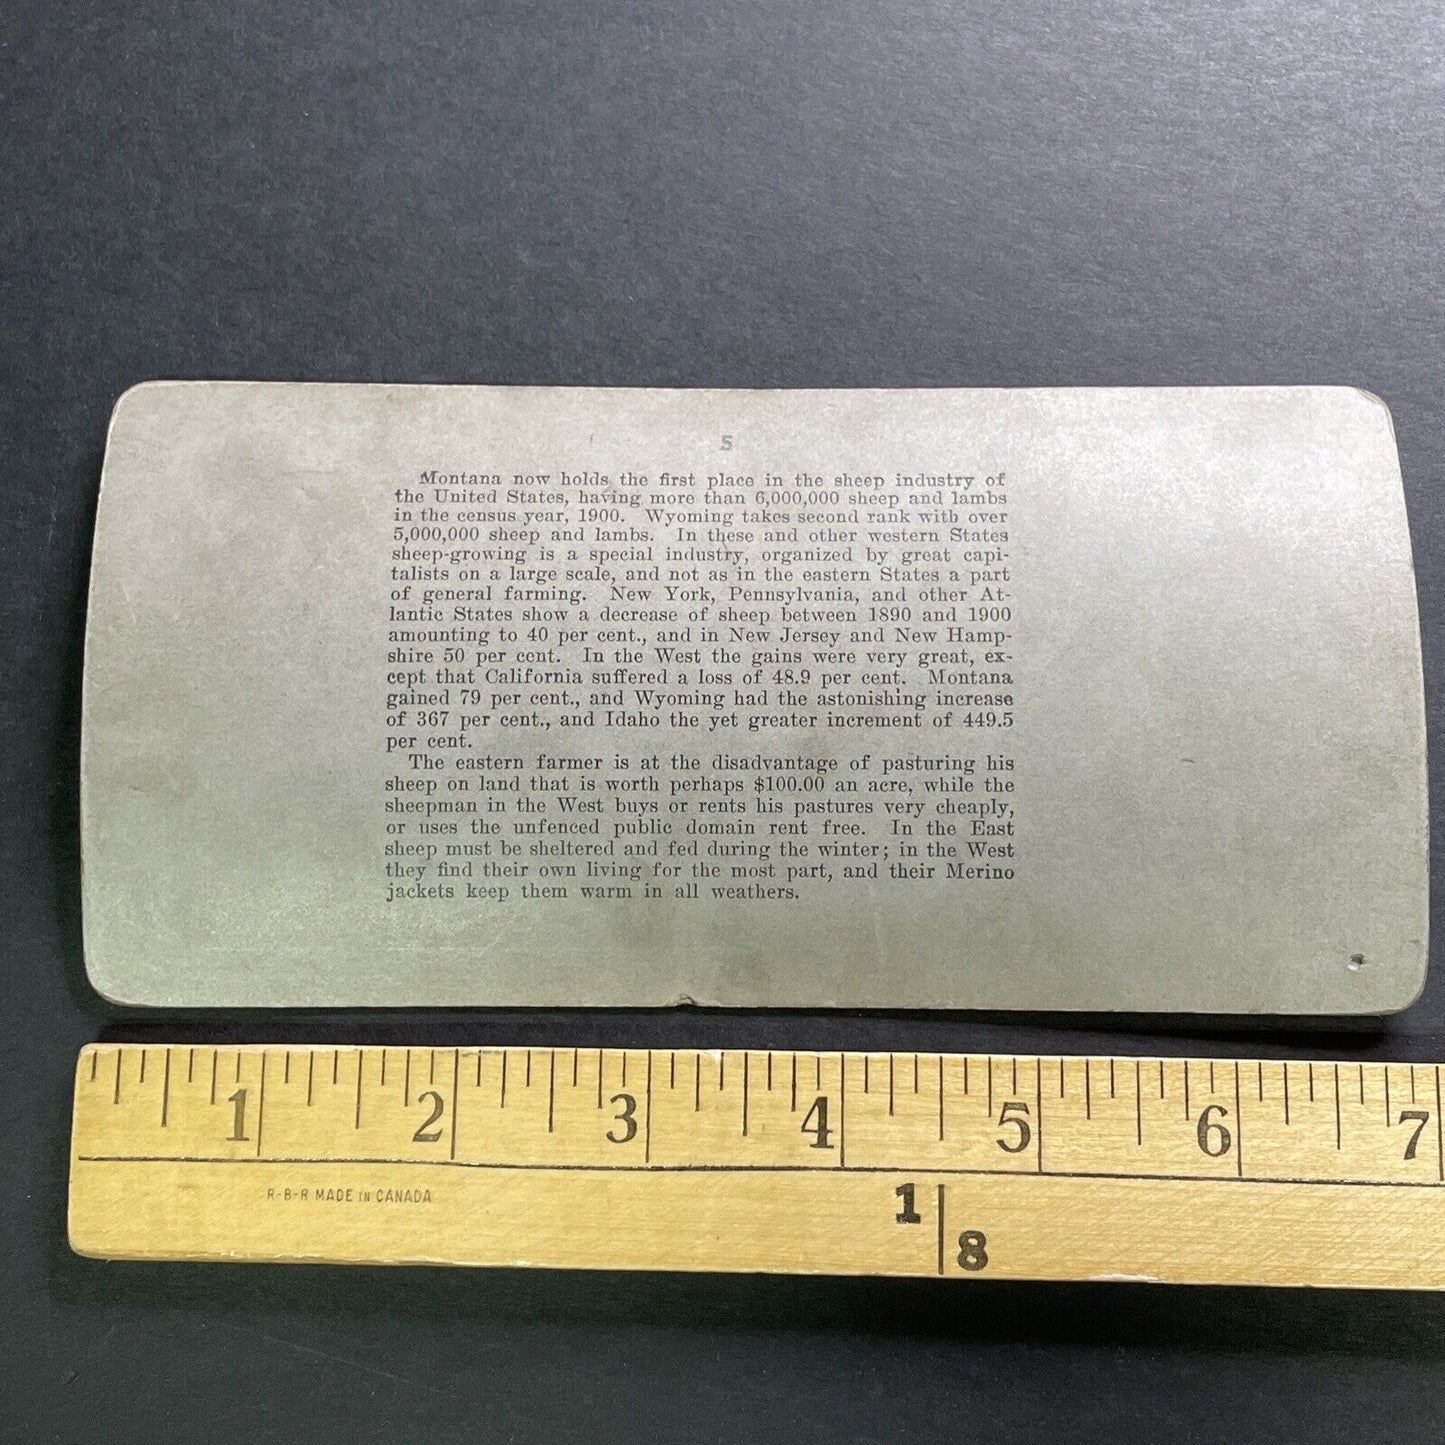 5
Montana now holds the first place in the sheep industry of
the United States, having more than 6,000,000 sheep and lambs
in the census year, 1900. Wyoming takes second rank with over
5,000,000 sheep and lambs. In these and other western States
sheep-growing is a special industry, organized by great capi-
talists on a large scale, and not as in the eastern States a part
of general farming. New York, Pennsylvania, and other At-
lantic States show a decrease of sheep between 1890 and 1900
amounting to 40 per cent., and in New Jersey and New Hamp-
shire 50 per cent. In the West the gains were very great, ex-
cept that California suffered a loss of 48.9 per cent. Montana
gained 79 per cent., and Wyoming had the astonishing increase
of 367 per cent., and Idaho the yet greater increment of 449.5
per cent.
The eastern farmer is at the disadvantage of pasturing his
sheep on land that is worth perhaps $100.00 an acre, while the
sheepman in the West buys or rents his pastures very cheaply,
or uses the unfenced public domain rent free. In the East
sheep must be sheltered and fed during the winter; in the West
they find their own living for the most part, and their Merino
jackets keep them warm in all weathers.
1 2 3 4 5 6 7
R-B-R MADE IN CANADA
1 8